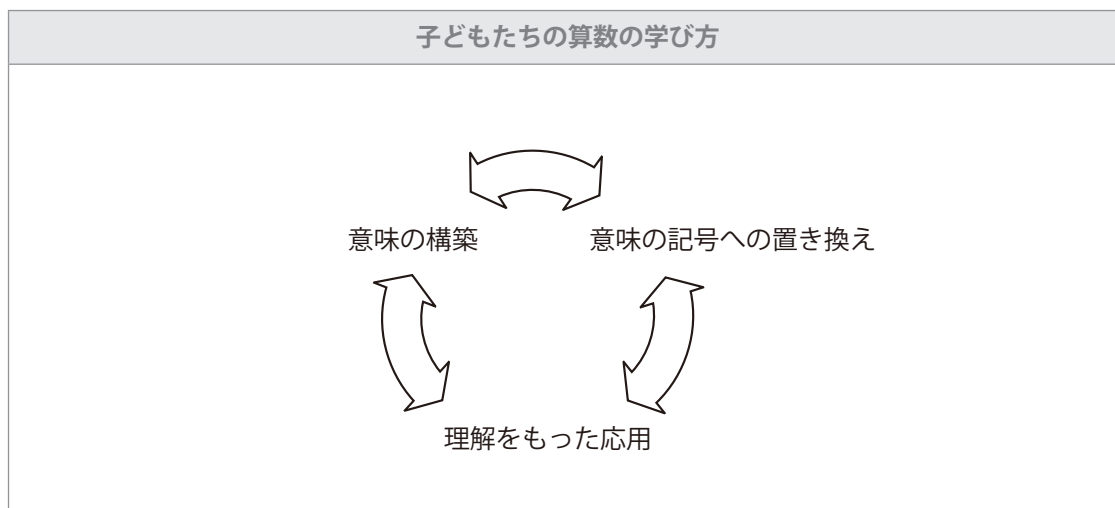 子どもたちの算数の学び方
意味の構築
意味の記号への置き換え
理解をもった応用